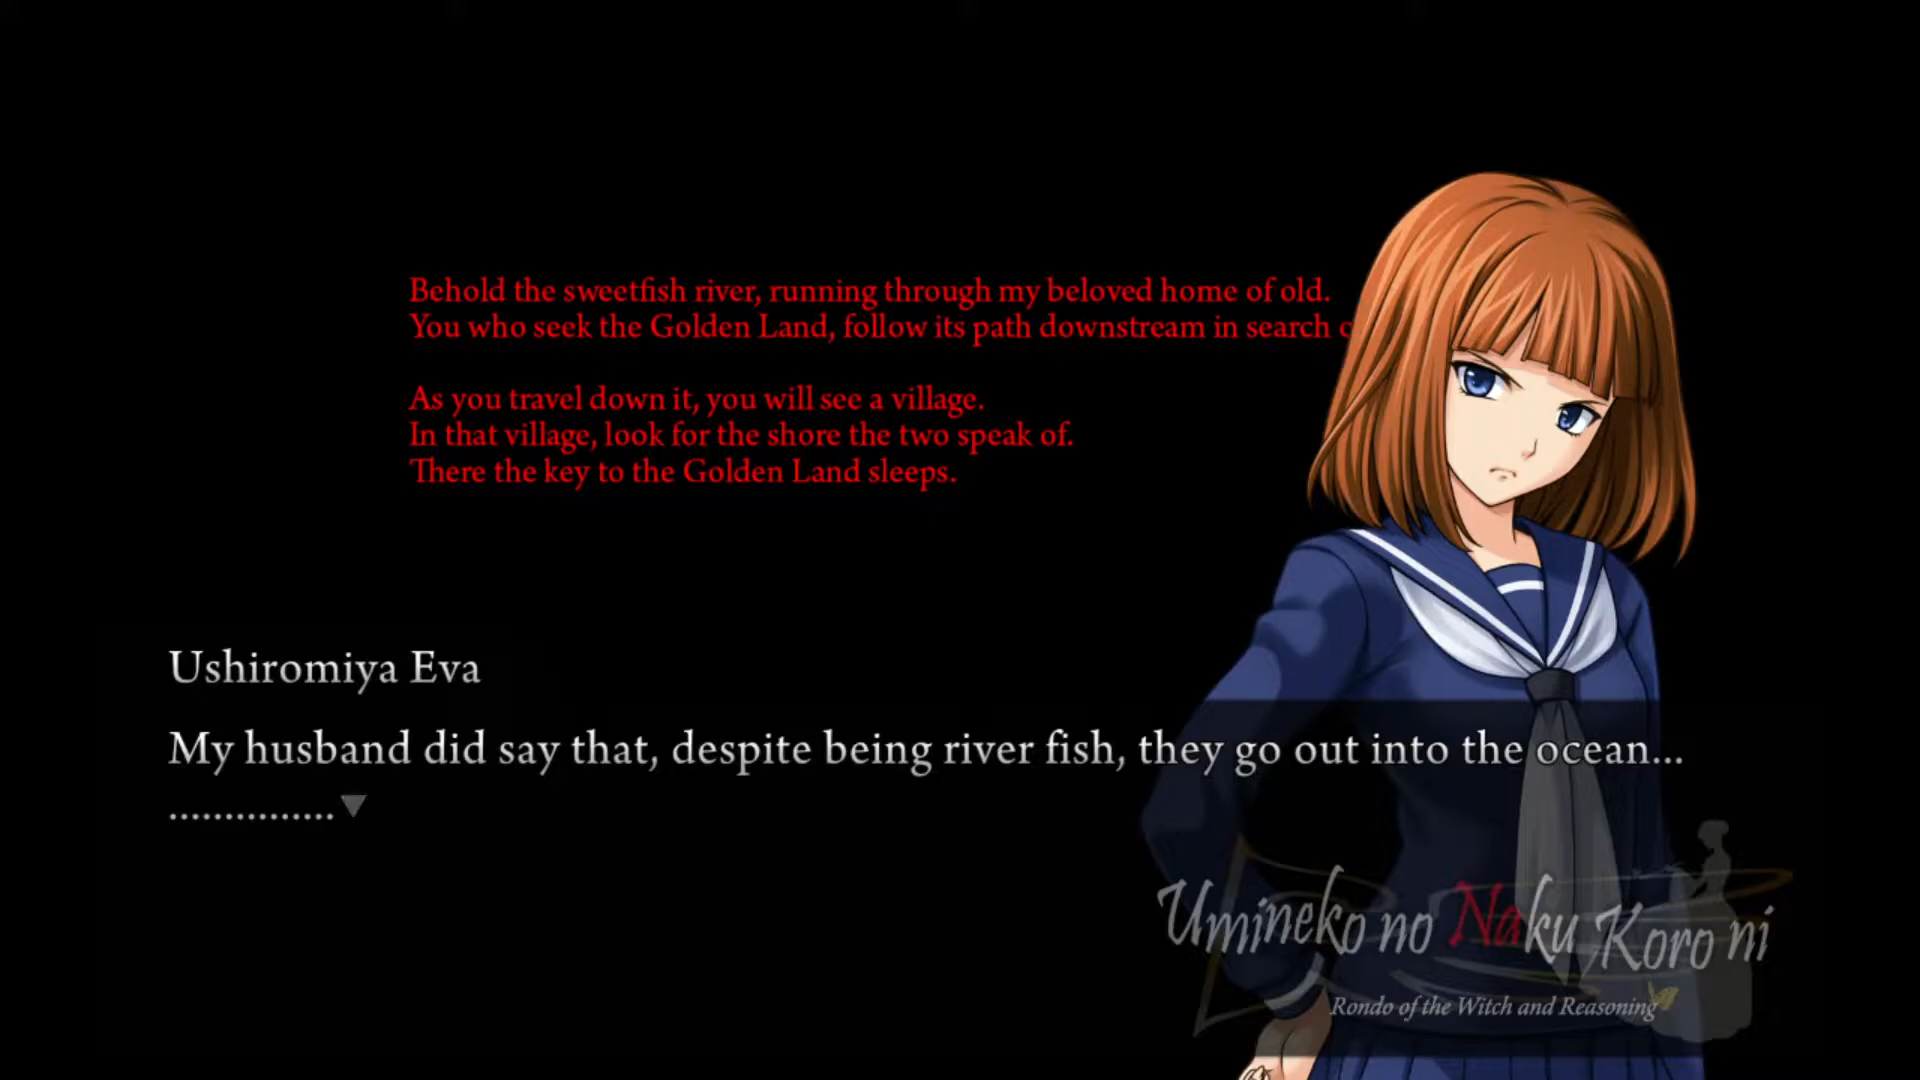 Behold the sweetfish river, running through my beloved home of old.
You who seek the Golden Land, follow its path downstream in search
As you travel down it, you will see a village.
In that village, look for the shore the two speak of.
There the key to the Golden Land sleeps.
Ushiromiya Eva
My husband did say that, despite being river fish, they go out into the ocean...
...............
Umineko no Naku Koro ni
Rondo of the Witch and Reasoning